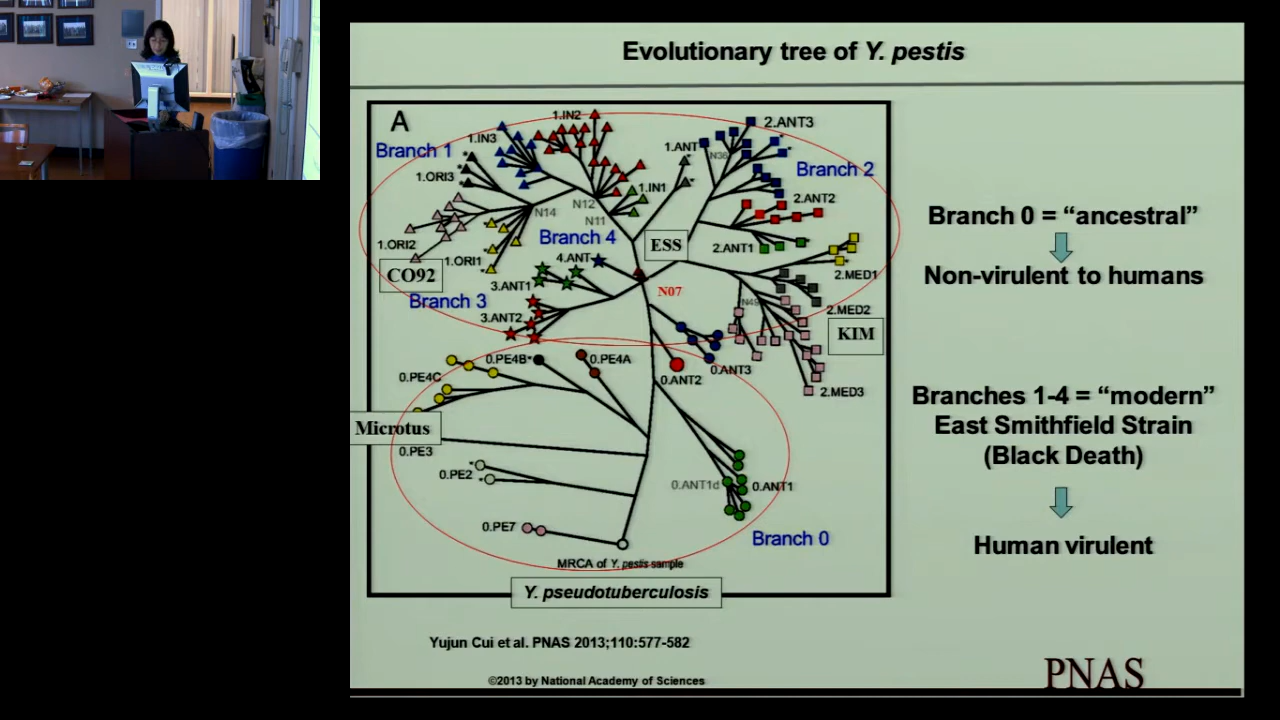 Evolutionary tree of Y. pestis
A
1.IN2
1.IN3
Branch 1
1.ORI3
1.ANT
N36
2.ANT3
Branch 2
1.IN1
N12
N14
N11
2.ANT2
1.ORI2
1.ORI1
Branch 4
ESS
2.ANT1
4.ANT
CO92
2.MED1
3.ANT1
N07
Branch 3
3.ANT2
2.MED2
KIM
0.PE4B
0.PE4A
0.ANT3
0.PE4C
0.ANT2
2.MED3
Microtus
0.PE3
0.PE2
0.ANT1d
0.ANT1
0.PE7
Branch 0
MRCA of Y. pestis sample
Y. pseudotuberculosis
Branch 0 = “ancestral”
Non-virulent to humans
Branches 1-4 = “modern”
East Smithfield Strain
(Black Death)
Human virulent
Yujun Cui et al. PNAS 2013;110:577-582
©2013 by National Academy of Sciences
PNAS